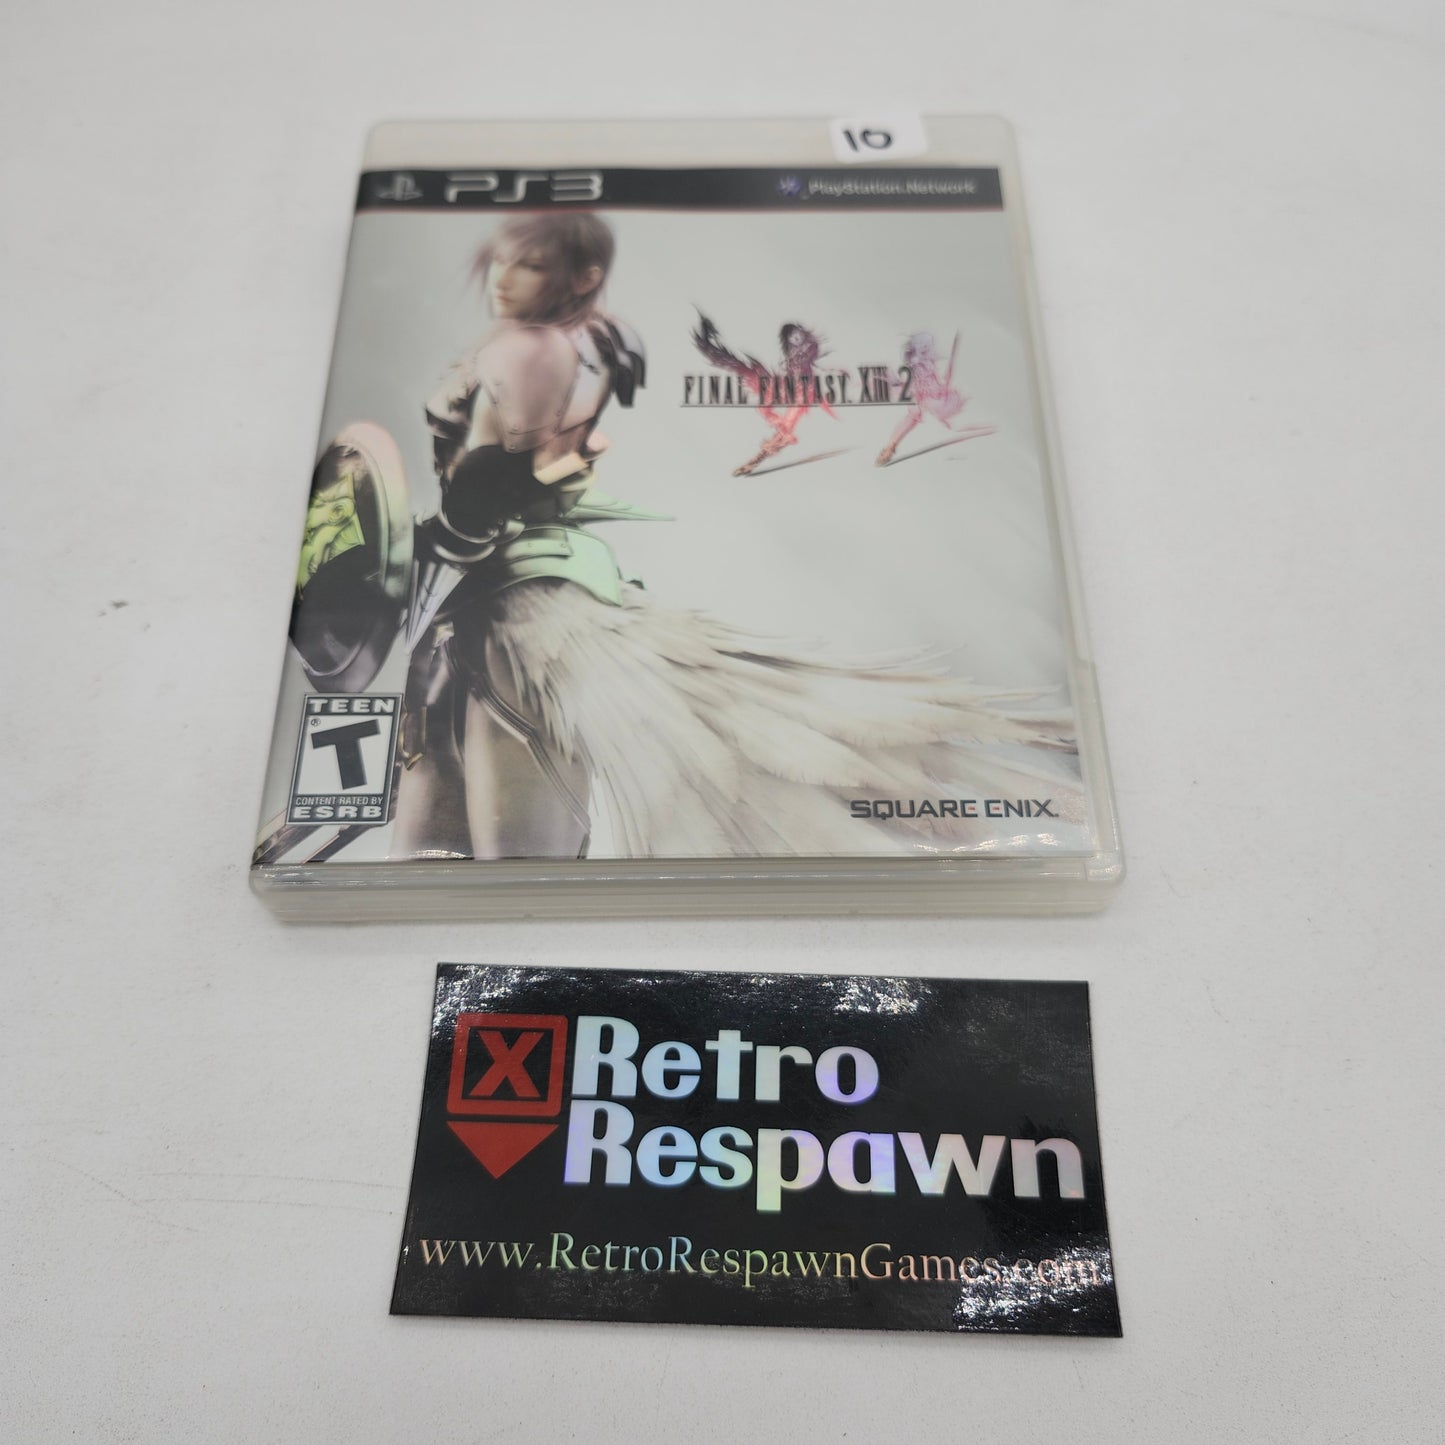 10
PS3
PlayStation Network
FINAL FANTASY XIII-2
TEEN
T
®
CONTENT RATED BY
ESRB
SQUARE ENIX.
X
Retro
Respawn
www.RetroRespawnGames.com